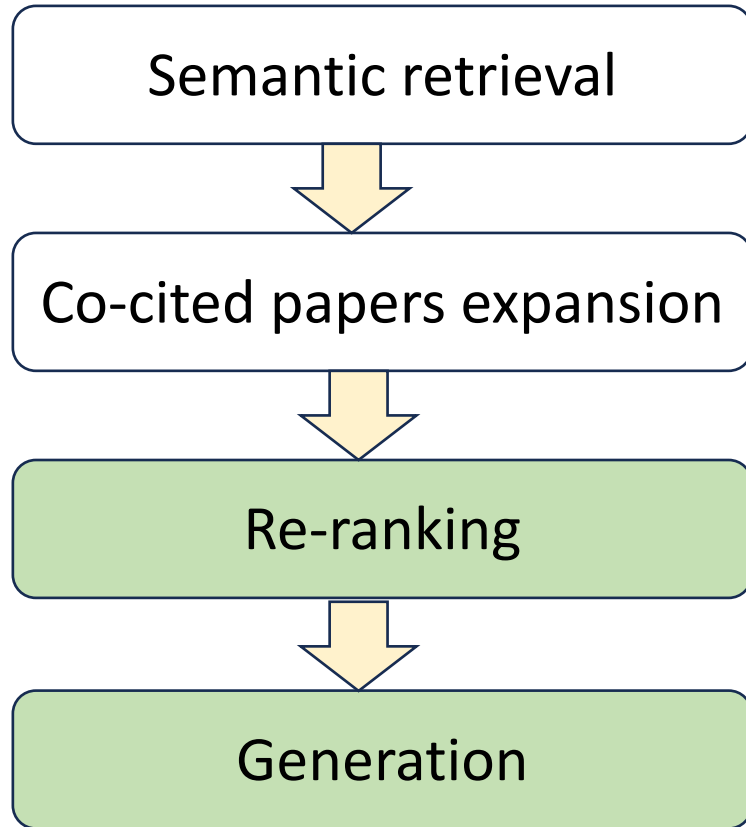 Semantic retrieval
Co-cited papers expansion
Re-ranking
Generation